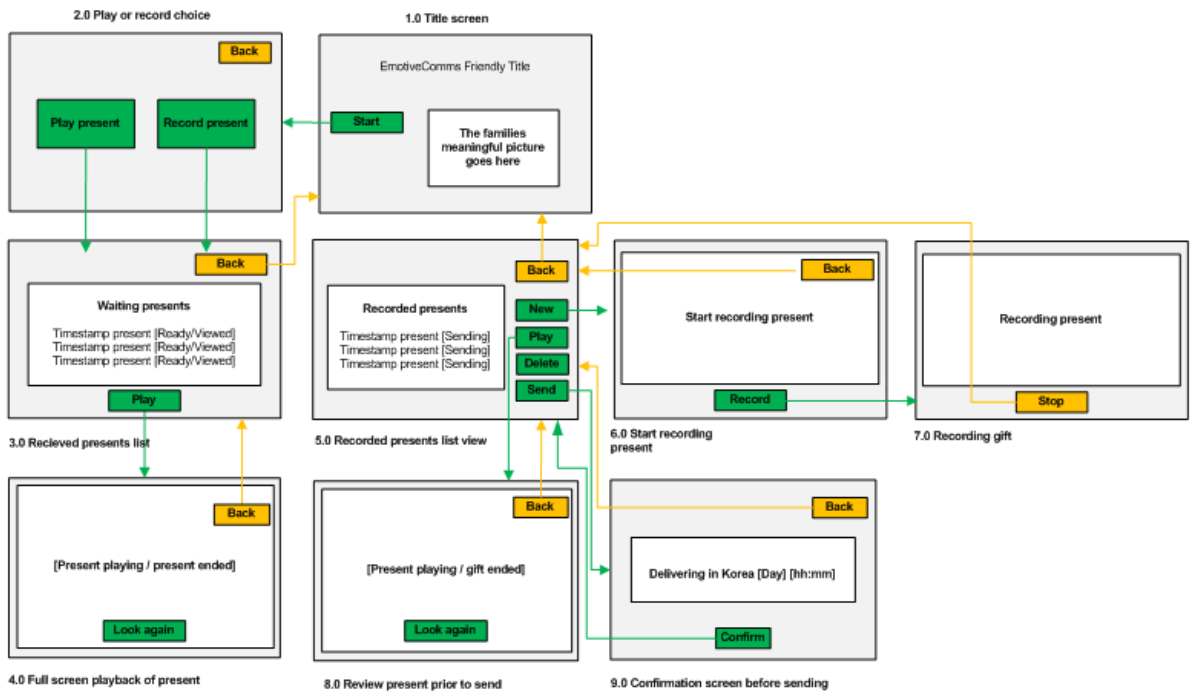 2.0 Play or record choice
Back
Play present
Record present
1.0 Title screen
EmotiveComms Friendly Title
Start
The families
meaningful picture
goes here
Back
Waiting presents
Timestamp present [Ready/Viewed]
Timestamp present [Ready/Viewed]
Timestamp present [Ready/Viewed]
Play
3.0 Recieved presents list
Back
Recorded presents
Timestamp present [Sending]
Timestamp present [Sending]
Timestamp present [Sending]
New
Play
Delete
Send
5.0 Recorded presents list view
Back
Start recording present
Record
6.0 Start recording
present
Recording present
Stop
7.0 Recording gift
Back
[Present playing / present ended]
Look again
4.0 Full screen playback of present
Back
[Present playing / gift ended]
Look again
8.0 Review present prior to send
Back
Delivering in Korea [Day] [hh:mm]
Confirm
9.0 Confirmation screen before sending